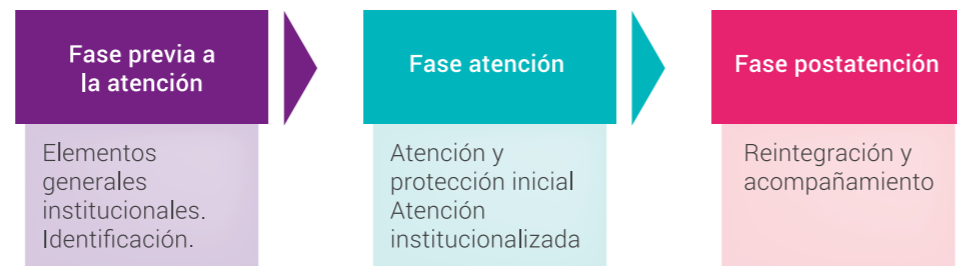 Fase previa a
la atención
Elementos
generales
institucionales.
Identificación.
Fase atención
Atención y
protección inicial
Atención
institucionalizada
Fase postatención
Reintegración y
acompañamiento